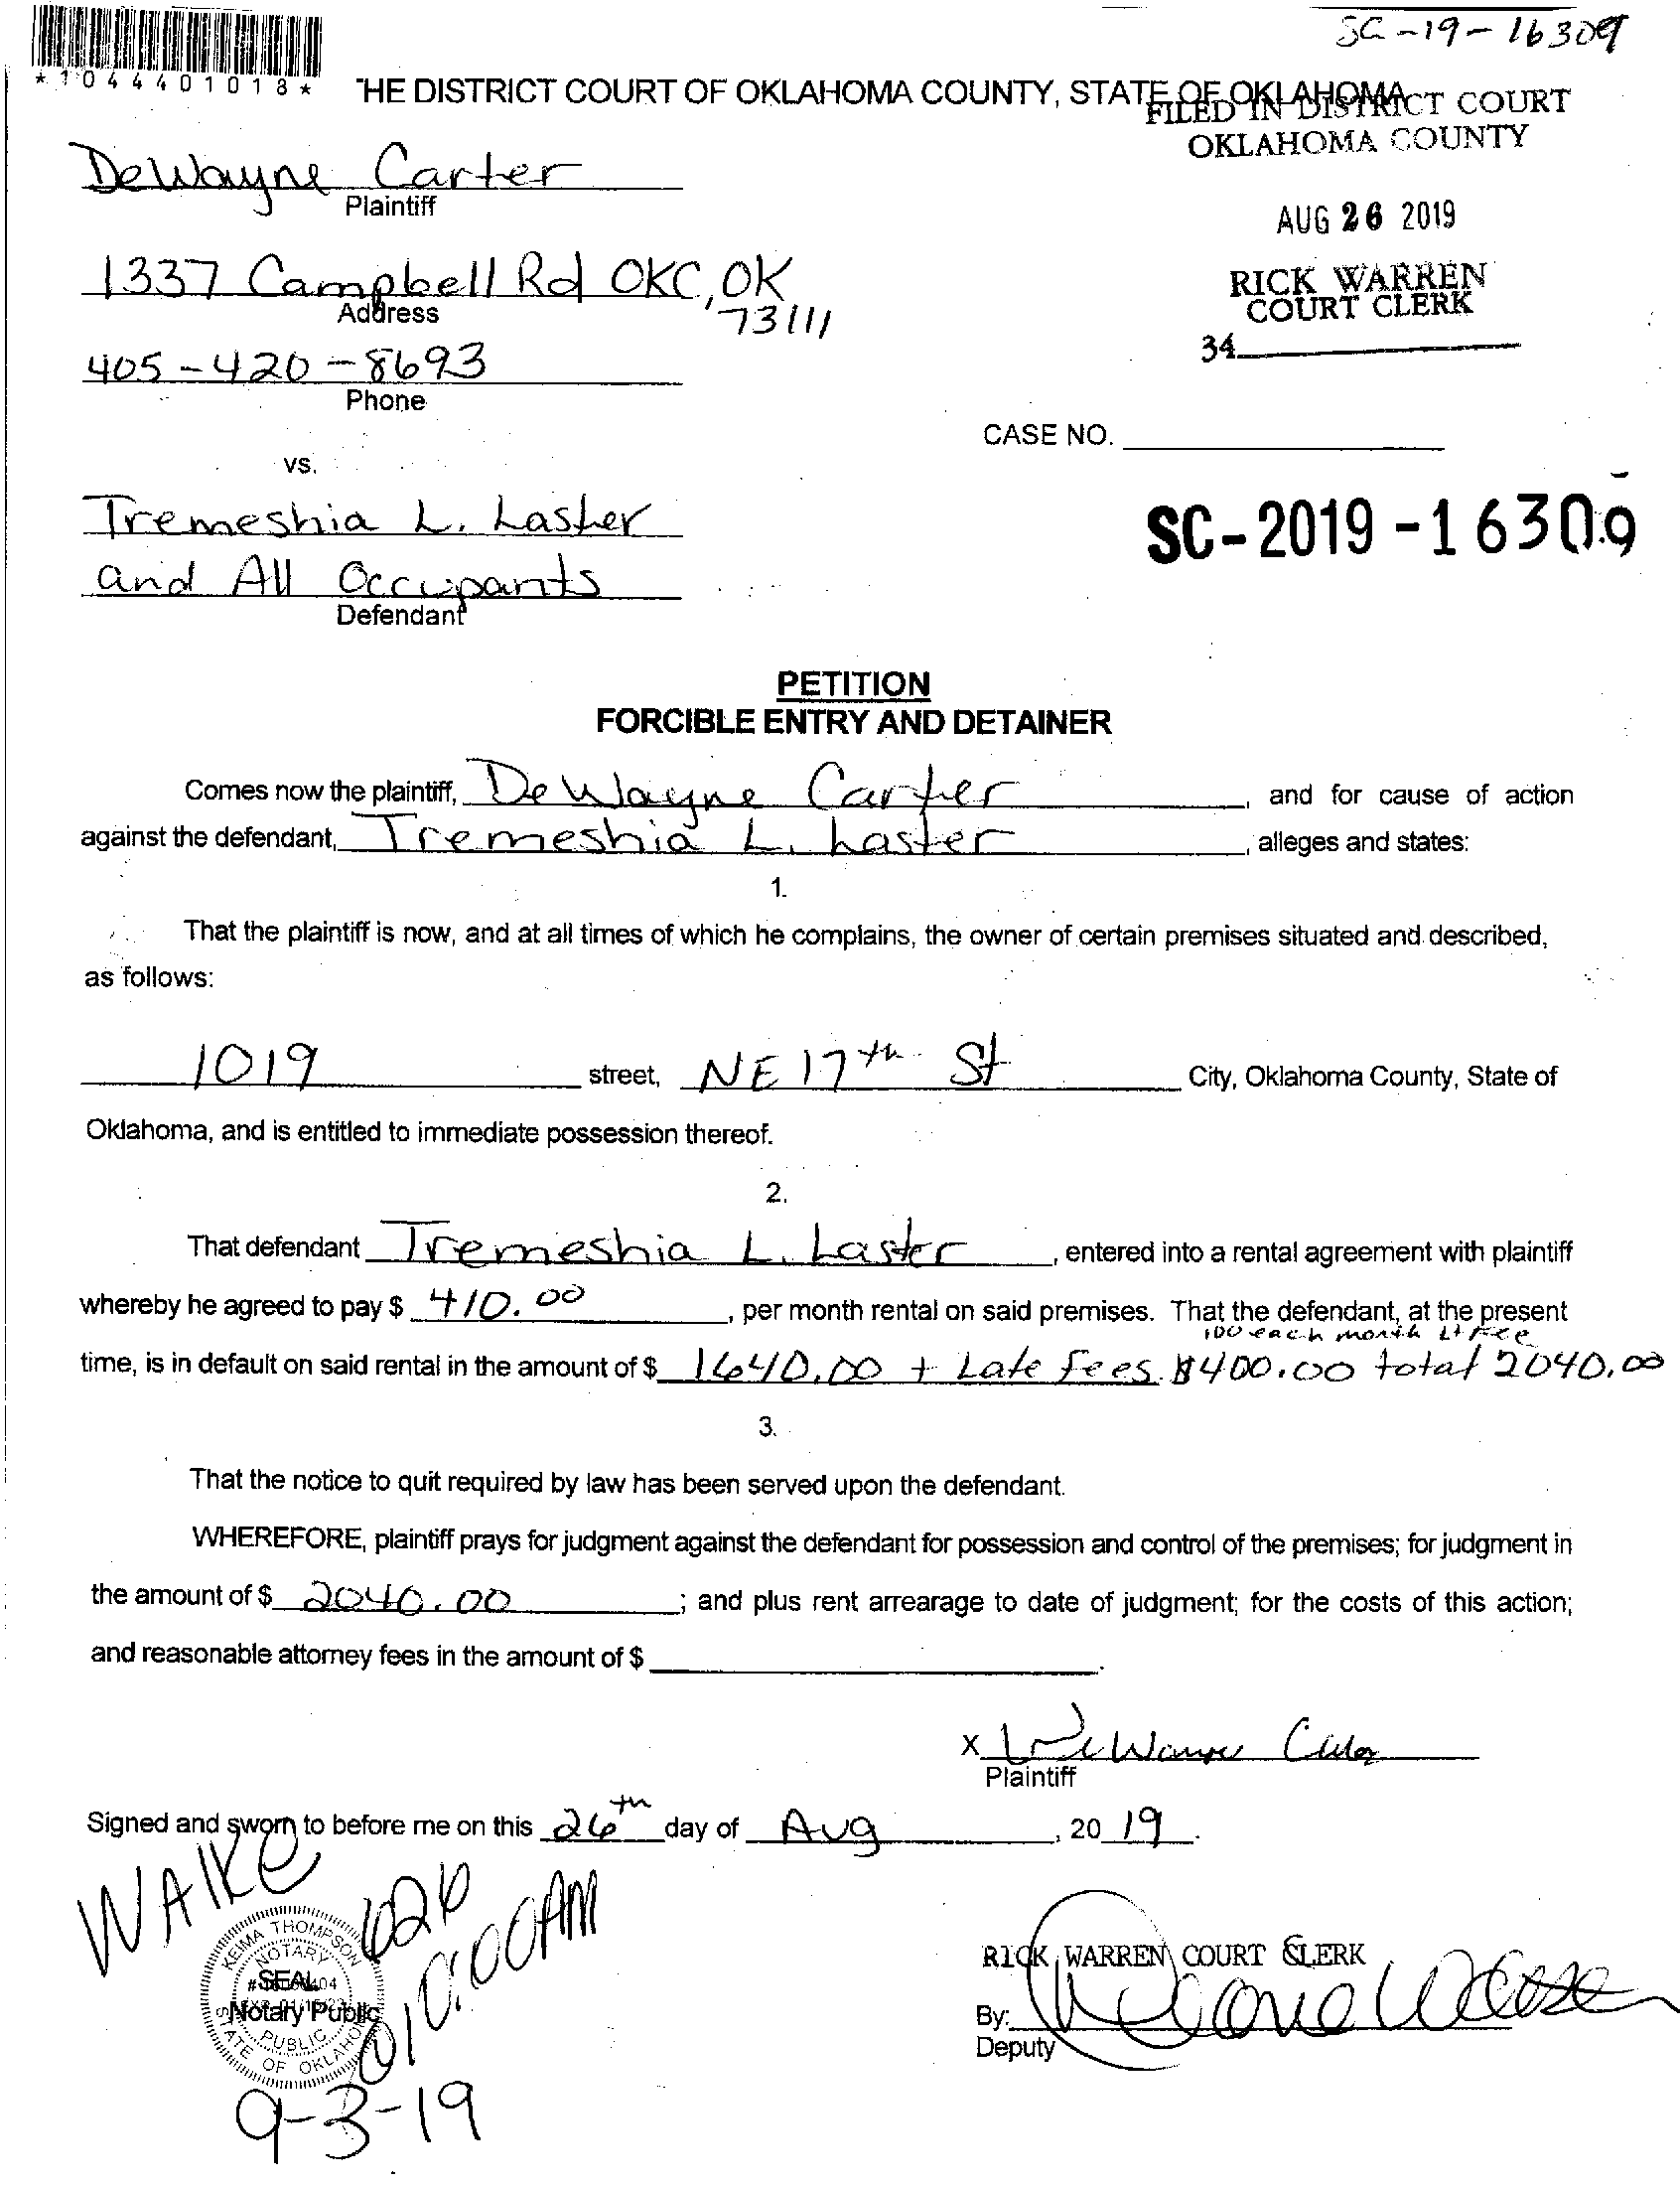 SC-19-16309
*1044401018*
THE DISTRICT COURT OF OKLAHOMA COUNTY, STATE OF OKLAHOMA
FILED IN DISTRICT COURT
OKLAHOMA COUNTY
DeWayne Carter
Plaintiff
AUG 26 2019
1337 Campbell Rd OKC, OK
73111
Address
RICK WARREN
COURT CLERK
34
405-420-8693
Phone
CASE NO.
vs.
Tremeshia L. Laster
SC-2019-16309
and All Occupants
Defendant
PETITION
FORCIBLE ENTRY AND DETAINER
Comes now the plaintiff, DeWayne Carter, and for cause of action
against the defendant, Tremeshia L. Laster, alleges and states:
1.
That the plaintiff is now, and at all times of which he complains, the owner of certain premises situated and described,
as follows:
1019 street, NE 17th St City, Oklahoma County, State of
Oklahoma, and is entitled to immediate possession thereof.
2.
That defendant Tremeshia L. Laster, entered into a rental agreement with plaintiff
whereby he agreed to pay $ 410.00, per month rental on said premises. That the defendant, at the present
100 each month Lt Fee
time, is in default on said rental in the amount of $ 1640.00 + Late fees $400.00 total 2040.00
3.
That the notice to quit required by law has been served upon the defendant.
WHEREFORE, plaintiff prays for judgment against the defendant for possession and control of the premises; for judgment in
the amount of $ 2040.00; and plus rent arrearage to date of judgment; for the costs of this action;
and reasonable attorney fees in the amount of $
X DeWayne Carter
Plaintiff
Signed and sworn to before me on this 26th day of Aug, 2019.
WAIKE
626
@10:00AM
KEIMA THOMPSON
NOTARY
SEAL
Notary Public
PUBLIC
STATE OF OKLAHOMA
RICK WARREN COURT CLERK
By:
Deputy
9-3-19